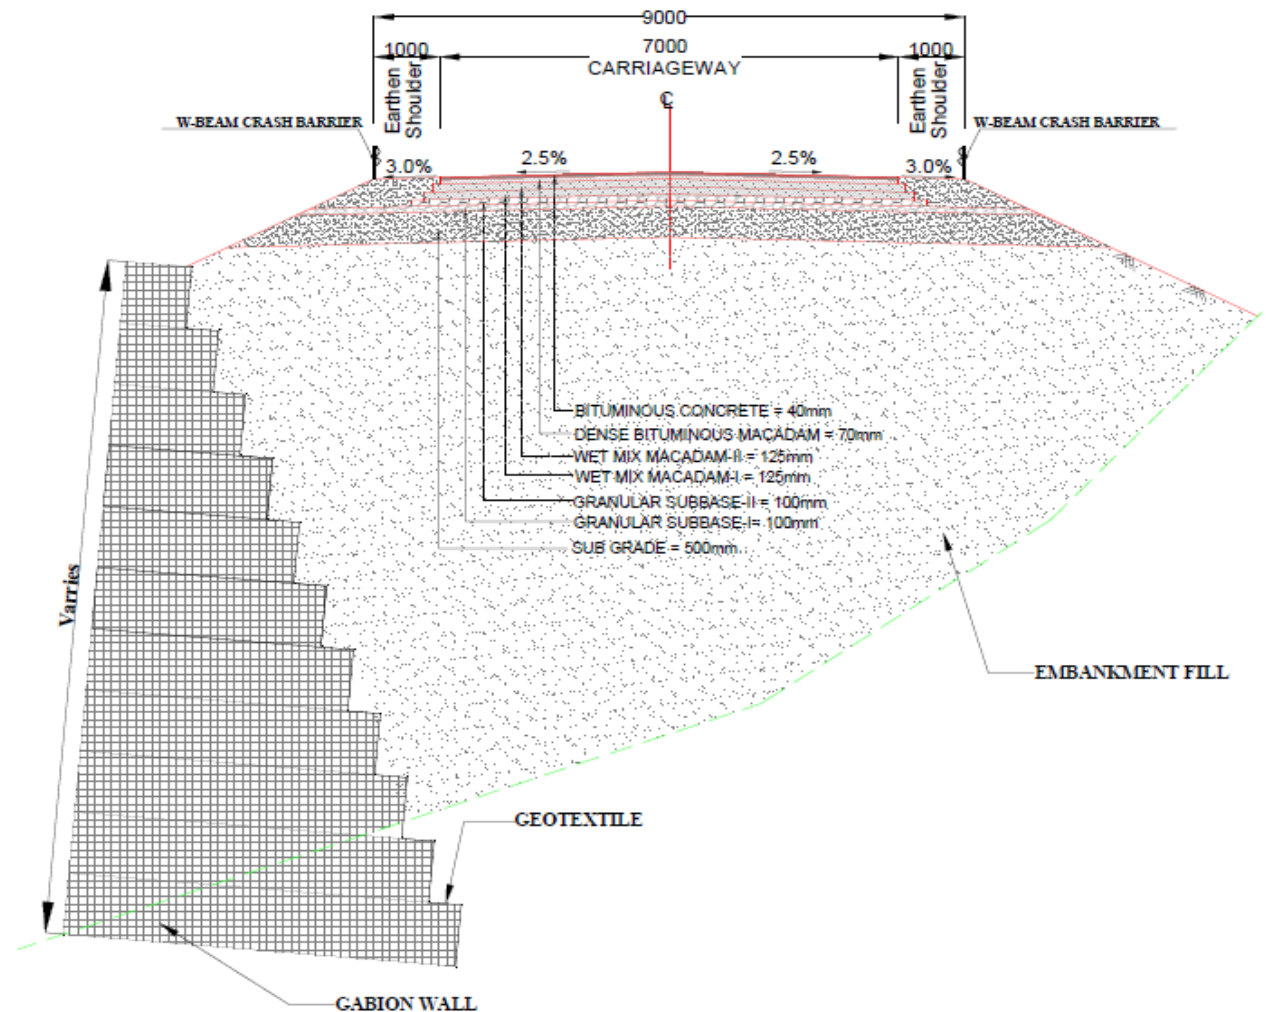 9000
1000
7000
1000
CARRIAGEWAY
Earthen
Shoulder
Earthen
Shoulder
℄
W-BEAM CRASH BARRIER
W-BEAM CRASH BARRIER
3.0%
2.5%
2.5%
3.0%
BITUMINOUS CONCRETE = 40mm
DENSE BITUMINOUS MACADAM = 70mm
WET MIX MACADAM-II = 125mm
WET MIX MACADAM-I = 125mm
GRANULAR SUBBASE-II = 100mm
GRANULAR SUBBASE-I= 100mm
SUB GRADE = 500mm
Varries
EMBANKMENT FILL
GEOTEXTILE
GABION WALL